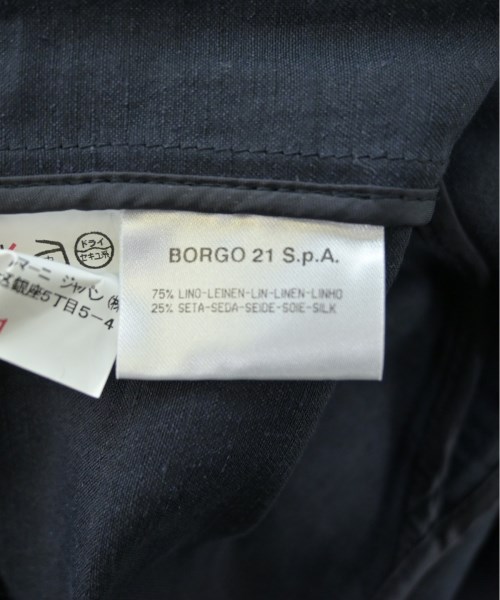 ドライ
セキユ系
マーニ ジャパン ㈱
銀座5丁目5-4
BORGO 21 S.p.A.
75% LINO-LEINEN-LIN-LINEN-LINHO
25% SETA-SEDA-SEIDE-SOIE-SILK